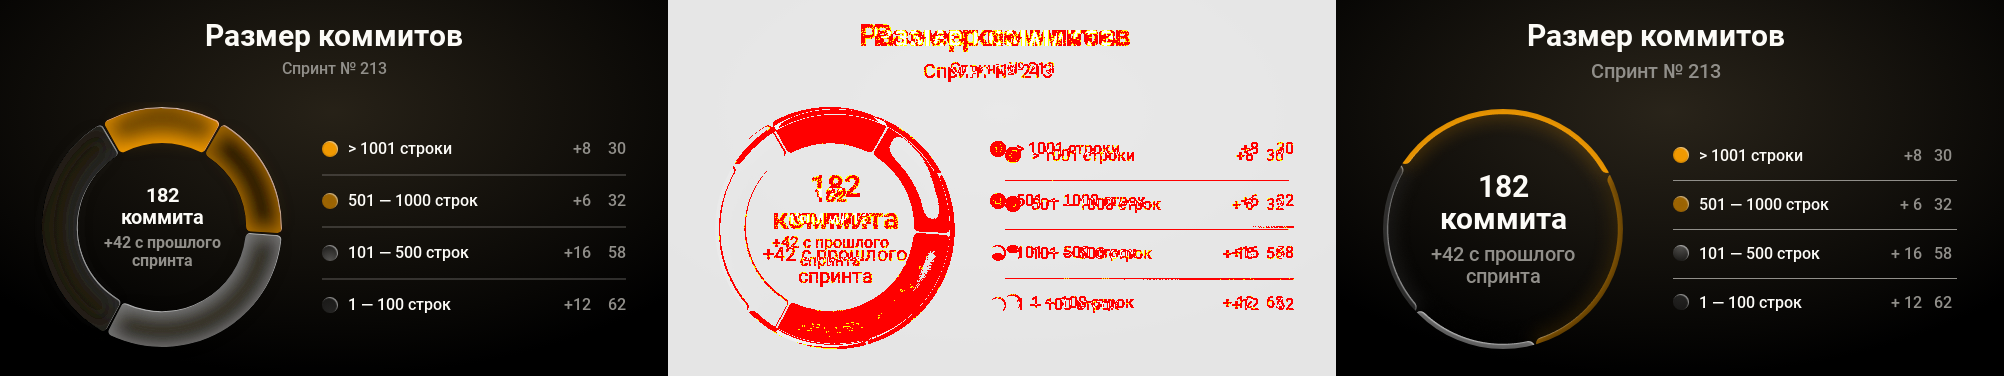 Размер коммитов
Спринт № 213
182
коммита
+42 с прошлого
спринта
> 1001 строки +8 30
501 — 1000 строк +6 32
101 — 500 строк +16 58
1 — 100 строк +12 62
Размер коммитов
Спринт № 213
182
коммита
+42 с прошлого
спринта
> 1001 строки +8 30
501 — 1000 строк + 6 32
101 — 500 строк + 16 58
1 — 100 строк + 12 62